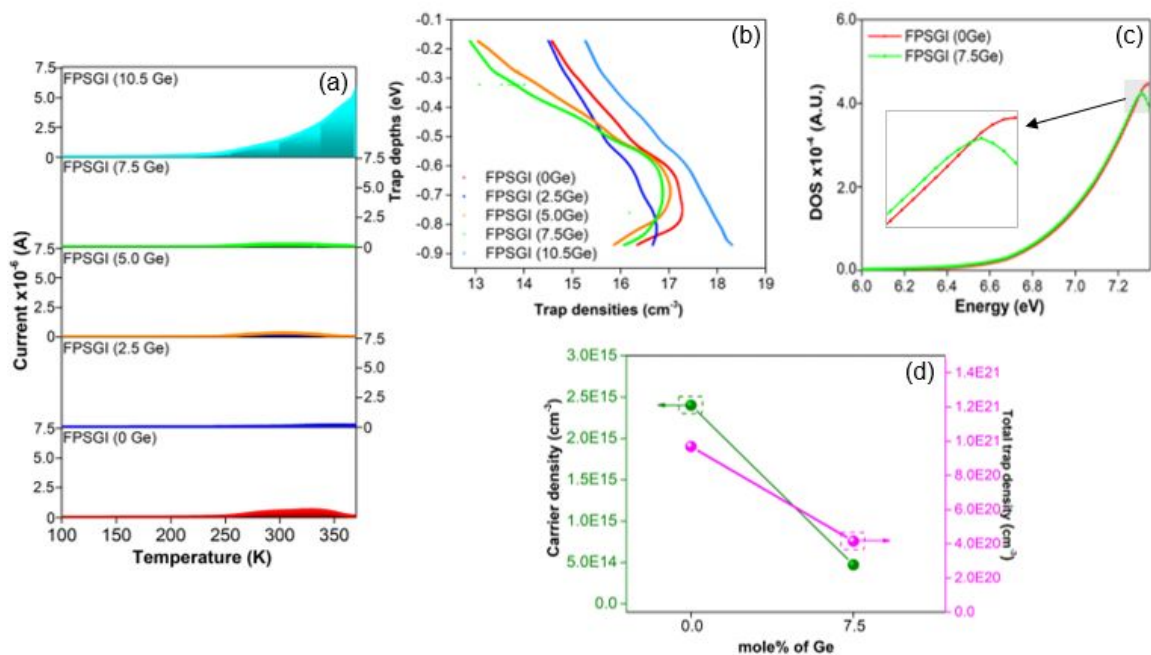 (a)
FPSGI (10.5 Ge)
7.5
5.0
2.5
0
FPSGI (7.5 Ge)
7.5
5.0
2.5
0
FPSGI (5.0 Ge)
7.5
5.0
2.5
0
FPSGI (2.5 Ge)
7.5
5.0
2.5
0
FPSGI (0 Ge)
7.5
5.0
2.5
0
Current x10⁻⁶ (A)
100 150 200 250 300 350
Temperature (K)
(b)
-0.1
-0.2
-0.3
-0.4
-0.5
-0.6
-0.7
-0.8
-0.9
Trap depths (eV)
FPSGI (0Ge)
FPSGI (2.5Ge)
FPSGI (5.0Ge)
FPSGI (7.5Ge)
FPSGI (10.5Ge)
13 14 15 16 17 18 19
Trap densities (cm⁻³)
(c)
FPSGI (0Ge)
FPSGI (7.5Ge)
6.0
4.0
2.0
0.0
DOS x10⁻⁴ (A.U.)
6.0 6.2 6.4 6.6 6.8 7.0 7.2
Energy (eV)
(d)
3.0E15
2.5E15
2.0E15
1.5E15
1.0E15
5.0E14
0.0
Carrier density (cm⁻³)
1.4E21
1.2E21
1.0E21
8.0E20
6.0E20
4.0E20
2.0E20
0.0
Total trap density (cm⁻³)
0.0 7.5
mole% of Ge